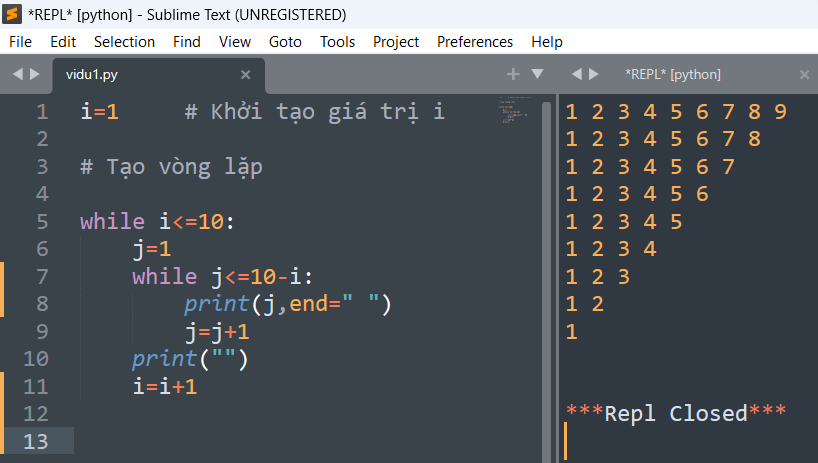 *REPL* [python] - Sublime Text (UNREGISTERED)
File Edit Selection Find View Goto Tools Project Preferences Help
vidu1.py
*REPL* [python]
1 i=1 # Khởi tạo giá trị i
2
3 # Tạo vòng lặp
4
5 while i<=10:
6 j=1
7 while j<=10-i:
8 print(j,end=" ")
9 j=j+1
10 print("")
11 i=i+1
12
13
1 2 3 4 5 6 7 8 9
1 2 3 4 5 6 7 8
1 2 3 4 5 6 7
1 2 3 4 5 6
1 2 3 4 5
1 2 3 4
1 2 3
1 2
1
***Repl Closed***